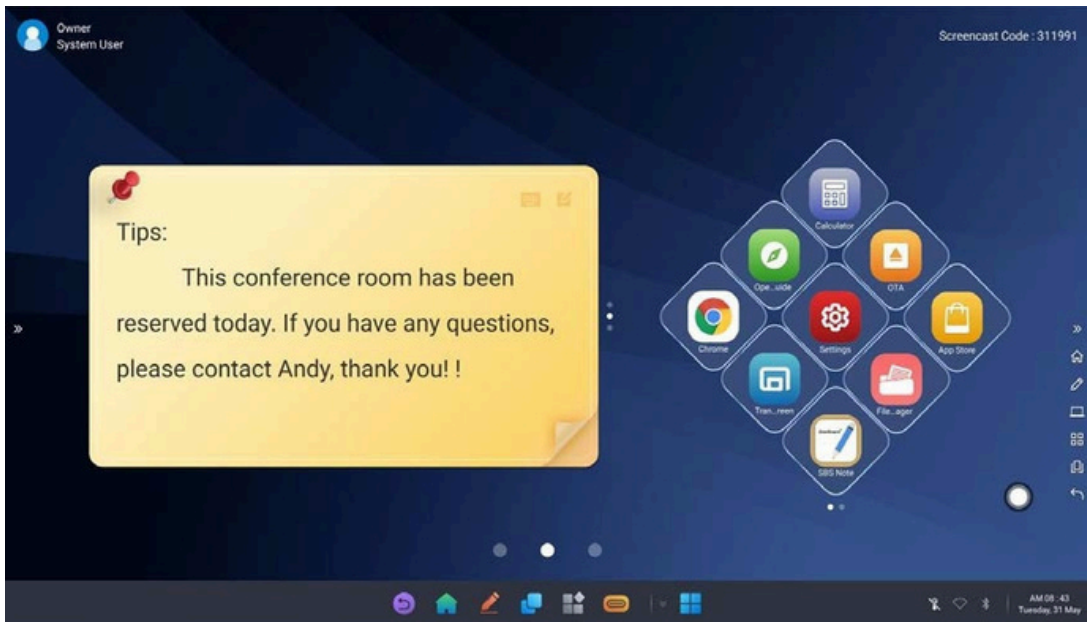 Owner
System User
Screencast Code : 311991
Tips:
This conference room has been
reserved today. If you have any questions,
please contact Andy, thank you! !
Calculator
Ope...uide
OTA
Chrome
Settings
App Store
Tran...reen
File...ager
SBS Note
AM 08 :43
Tuesday, 31 May